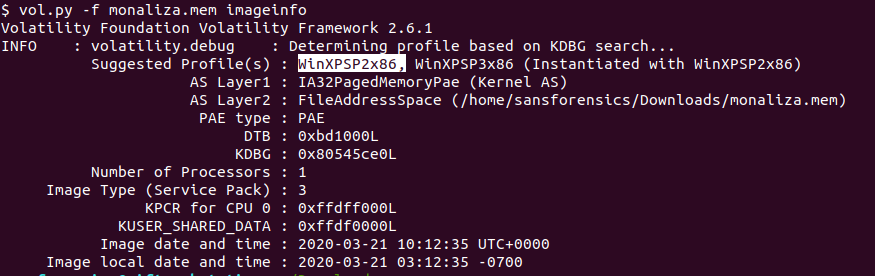 $ vol.py -f monaliza.mem imageinfo
Volatility Foundation Volatility Framework 2.6.1
INFO    : volatility.debug    : Determining profile based on KDBG search...
Suggested Profile(s) : WinXPSP2x86, WinXPSP3x86 (Instantiated with WinXPSP2x86)
AS Layer1 : IA32PagedMemoryPae (Kernel AS)
AS Layer2 : FileAddressSpace (/home/sansforensics/Downloads/monaliza.mem)
PAE type : PAE
DTB : 0xbd1000L
KDBG : 0x80545ce0L
Number of Processors : 1
Image Type (Service Pack) : 3
KPCR for CPU 0 : 0xffdff000L
KUSER_SHARED_DATA : 0xffdf0000L
Image date and time : 2020-03-21 10:12:35 UTC+0000
Image local date and time : 2020-03-21 03:12:35 -0700